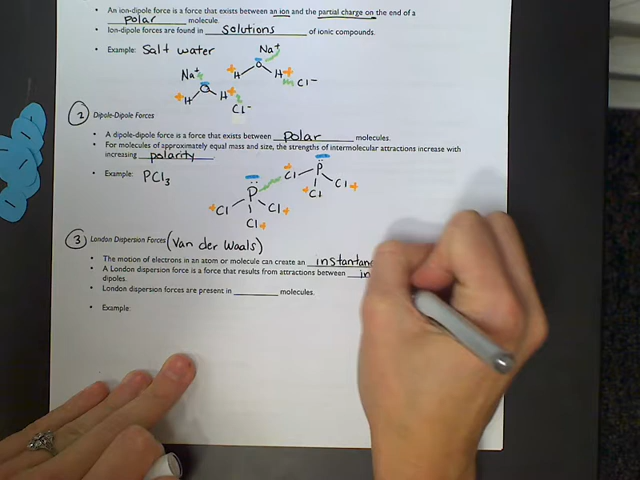 An ion-dipole force is a force that exists between an ion and the partial charge on the end of a
polar molecule.
Ion-dipole forces are found in solutions of ionic compounds.
Example: Salt water
Na+
Na+
H O H
Cl-
H O H
Cl-
2 Dipole-Dipole Forces
A dipole-dipole force is a force that exists between polar molecules.
For molecules of approximately equal mass and size, the strengths of intermolecular attractions increase with
increasing polarity.
Example: PCl3
Cl P Cl
Cl
Cl P Cl
Cl
3 London Dispersion Forces (Van der Waals)
The motion of electrons in an atom or molecule can create an
A London dispersion force is a force that results from attractions between in
dipoles.
London dispersion forces are present in ________ molecules.
Example: